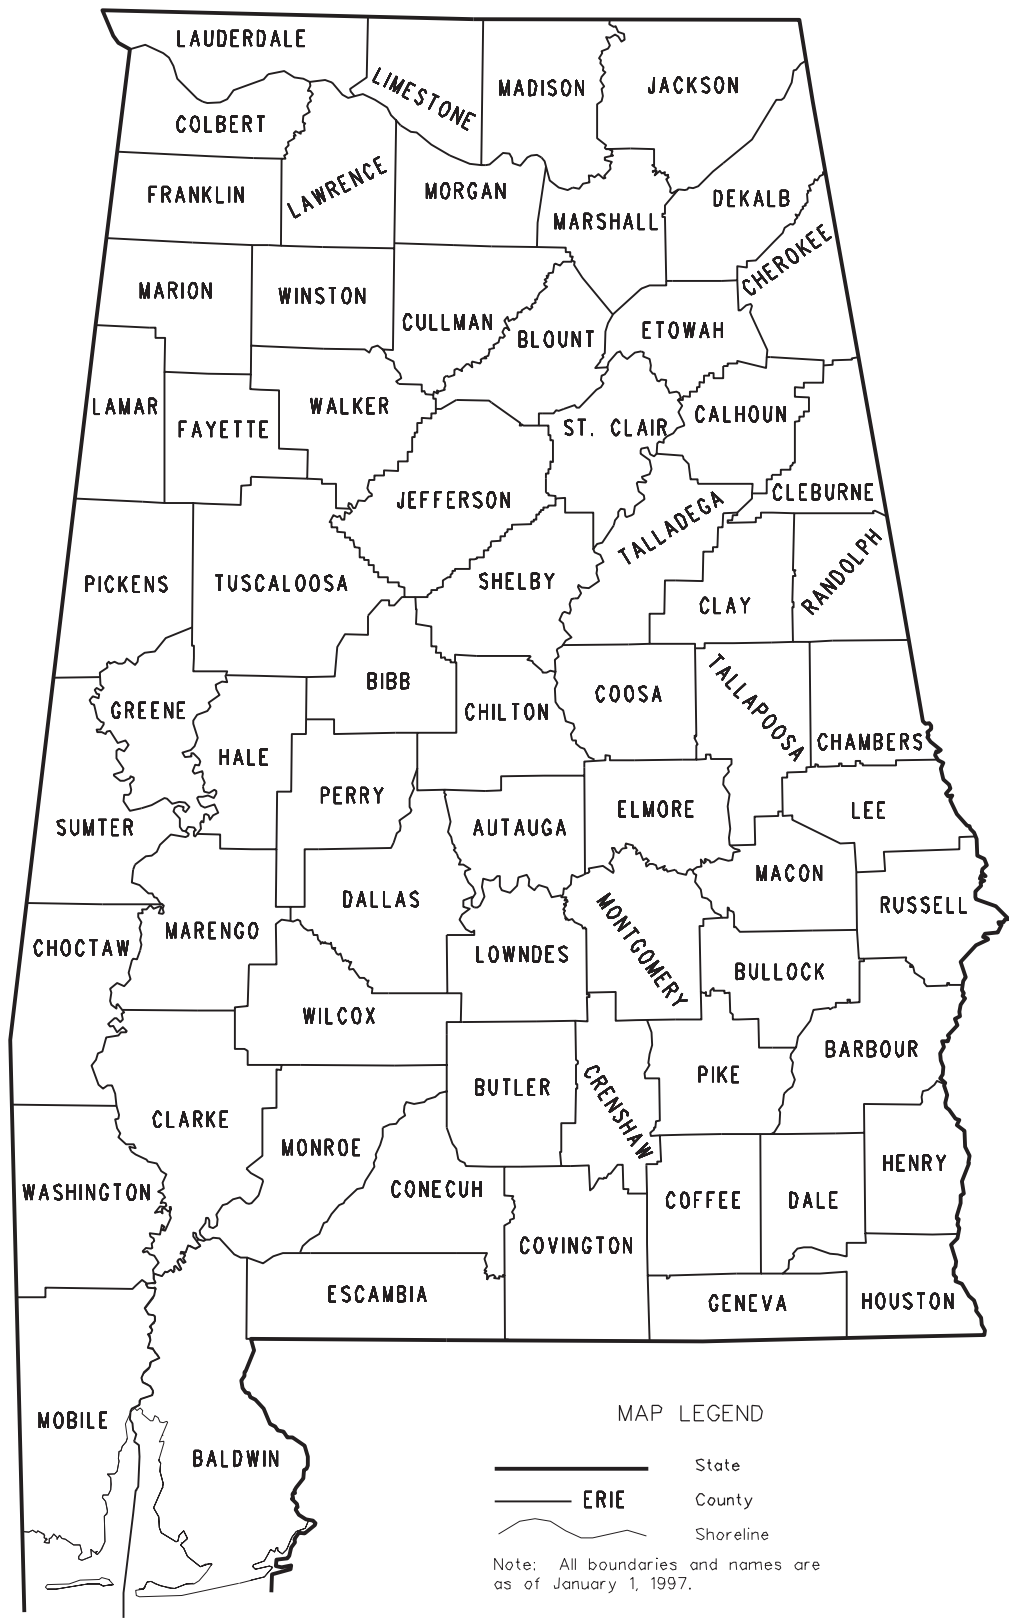 LAUDERDALE
LIMESTONE
MADISON
JACKSON
COLBERT
LAWRENCE
FRANKLIN
MORGAN
DEKALB
MARSHALL
CHEROKEE
MARION
WINSTON
CULLMAN
BLOUNT
ETOWAH
LAMAR
FAYETTE
WALKER
ST. CLAIR
CALHOUN
JEFFERSON
CLEBURNE
TALLADEGA
PICKENS
TUSCALOOSA
SHELBY
CLAY
RANDOLPH
BIBB
COOSA
TALLAPOOSA
GREENE
CHILTON
CHAMBERS
HALE
PERRY
ELMORE
LEE
SUMTER
AUTAUGA
MACON
DALLAS
RUSSELL
CHOCTAW
MARENGO
MONTGOMERY
LOWNDES
BULLOCK
WILCOX
BARBOUR
BUTLER
CRENSHAW
PIKE
CLARKE
MONROE
HENRY
WASHINGTON
CONECUH
COFFEE
DALE
COVINGTON
ESCAMBIA
GENEVA
HOUSTON
MOBILE
BALDWIN
MAP LEGEND
State
ERIE County
Shoreline
Note: All boundaries and names are
as of January 1, 1997.